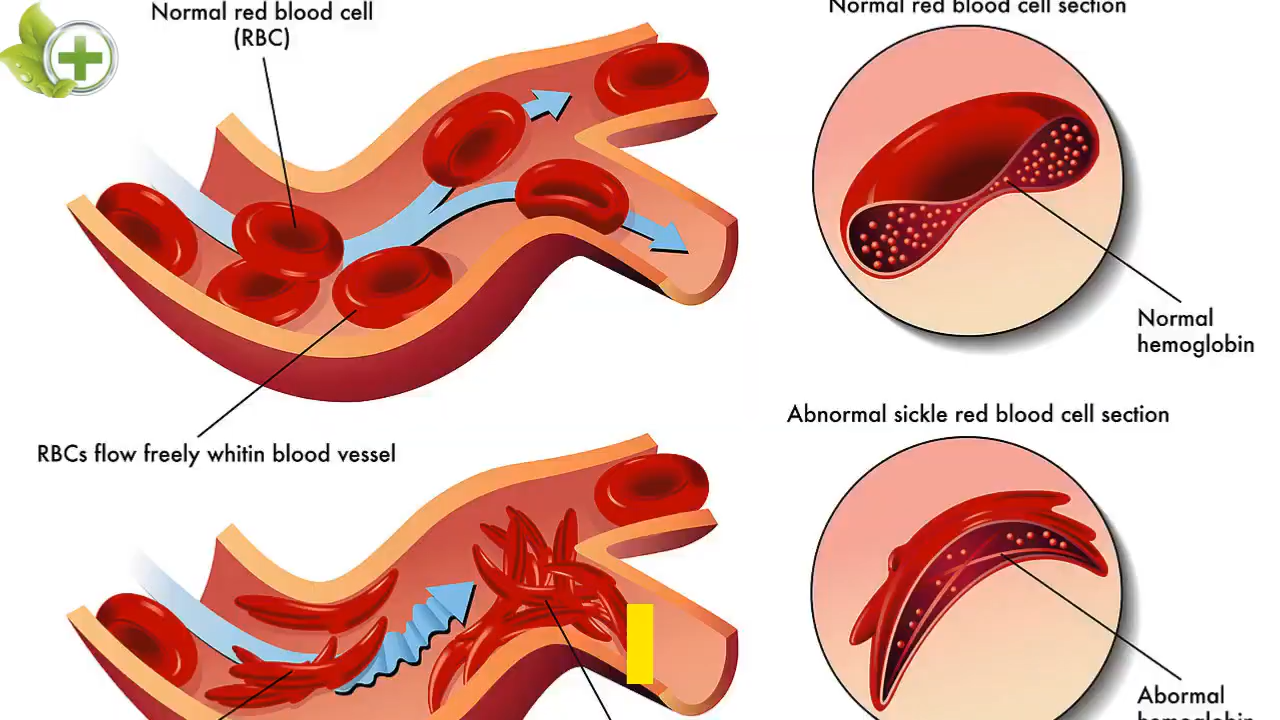 Normal red blood cell
(RBC)
Normal red blood cell section
Normal
hemoglobin
RBCs flow freely whitin blood vessel
Abnormal sickle red blood cell section
Abormal
hemoglobin